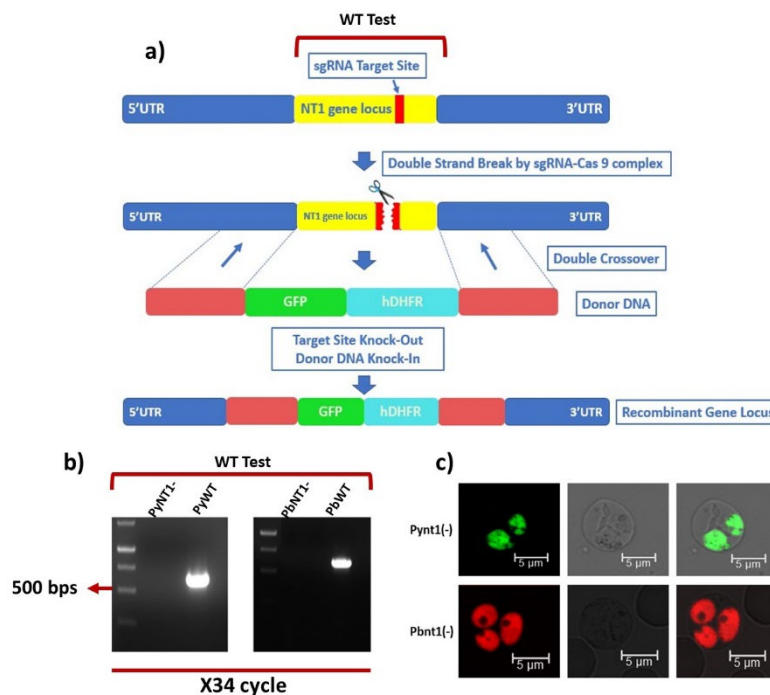 WT Test
a)
sgRNA Target Site
5'UTR
NT1 gene locus
3'UTR
Double Strand Break by sgRNA-Cas 9 complex
5'UTR
NT1 gene locus
3'UTR
Double Crossover
GFP
hDHFR
Donor DNA
Target Site Knock-Out
Donor DNA Knock-In
5'UTR
GFP
hDHFR
3'UTR
Recombinant Gene Locus
b)
WT Test
PyNT1-
PyWT
PbNT1-
PbWT
500 bps
X34 cycle
c)
Pynt1(-)
5 µm
5 µm
5 µm
Pbnt1(-)
5 µm
5 µm
5 µm